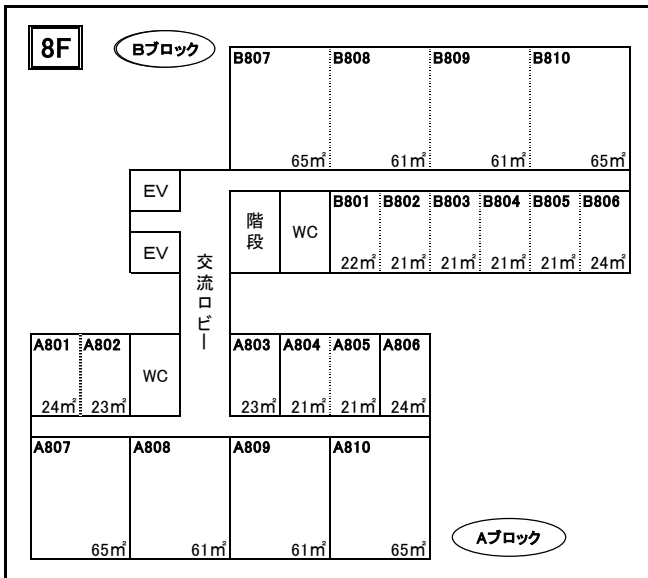 8F
Bブロック
B807 B808 B809 B810
65㎡ 61㎡ 61㎡ 65㎡
EV
階段
WC
B801 B802 B803 B804 B805 B806
22㎡ 21㎡ 21㎡ 21㎡ 21㎡ 24㎡
EV
交流ロビー
A801 A802
WC
A803 A804 A805 A806
24㎡ 23㎡
23㎡ 21㎡ 21㎡ 24㎡
A807 A808 A809 A810
65㎡ 61㎡ 61㎡ 65㎡
Aブロック